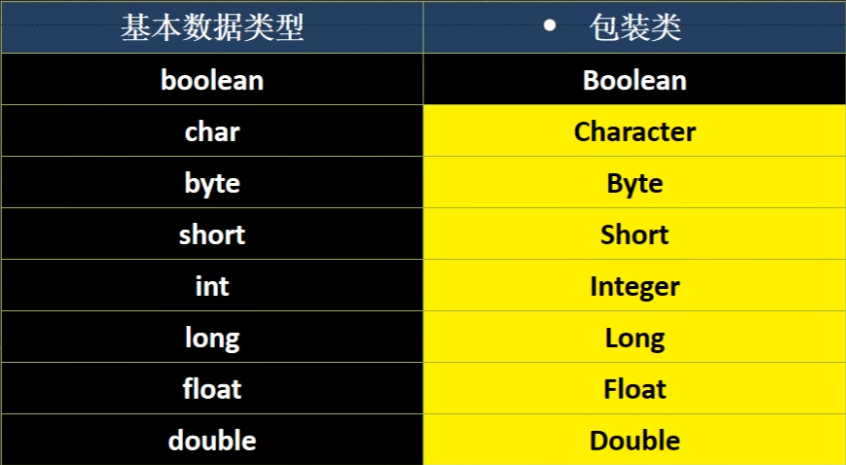 基本数据类型 • 包装类
boolean Boolean
char Character
byte Byte
short Short
int Integer
long Long
float Float
double Double